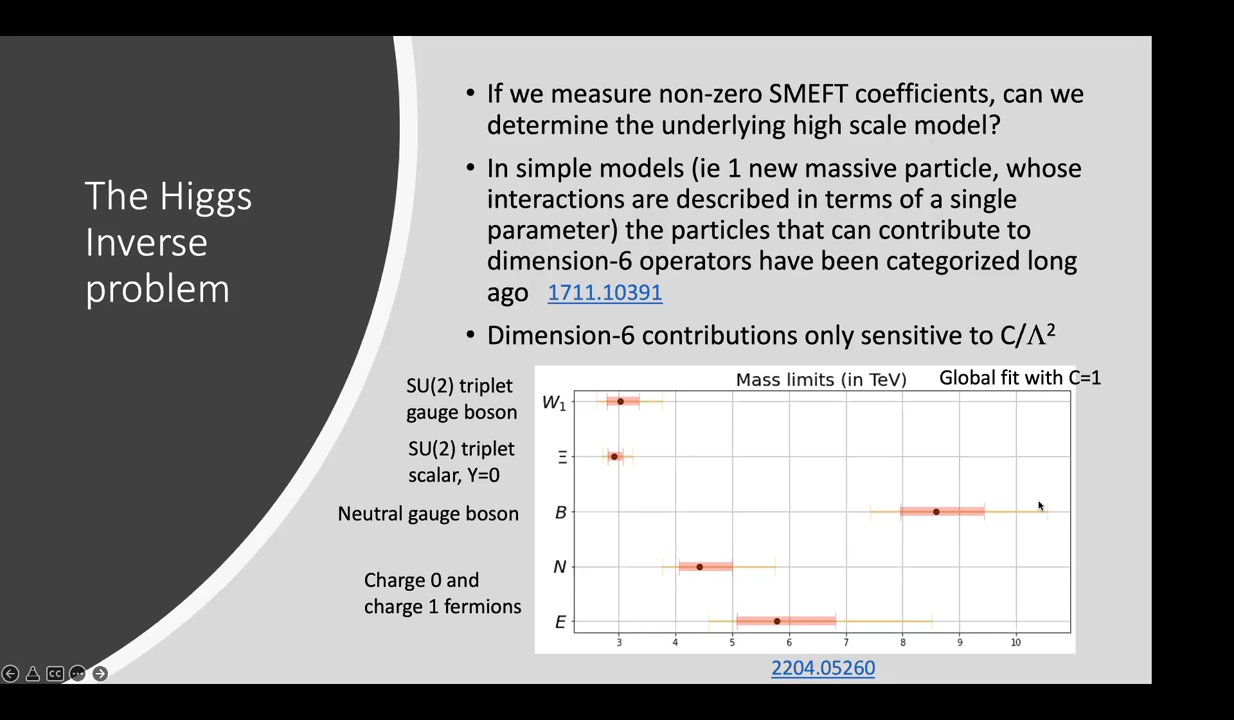 The Higgs
Inverse
problem
• If we measure non-zero SMEFT coefficients, can we
determine the underlying high scale model?
• In simple models (ie 1 new massive particle, whose
interactions are described in terms of a single
parameter) the particles that can contribute to
dimension-6 operators have been categorized long
ago 1711.10391
• Dimension-6 contributions only sensitive to C/Λ²
Mass limits (in TeV)
Global fit with C=1
SU(2) triplet
gauge boson
W₁
SU(2) triplet
scalar, Y=0
Ξ
Neutral gauge boson
B
N
Charge 0 and
charge 1 fermions
E
3 4 5 6 7 8 9 10
2204.05260
CC